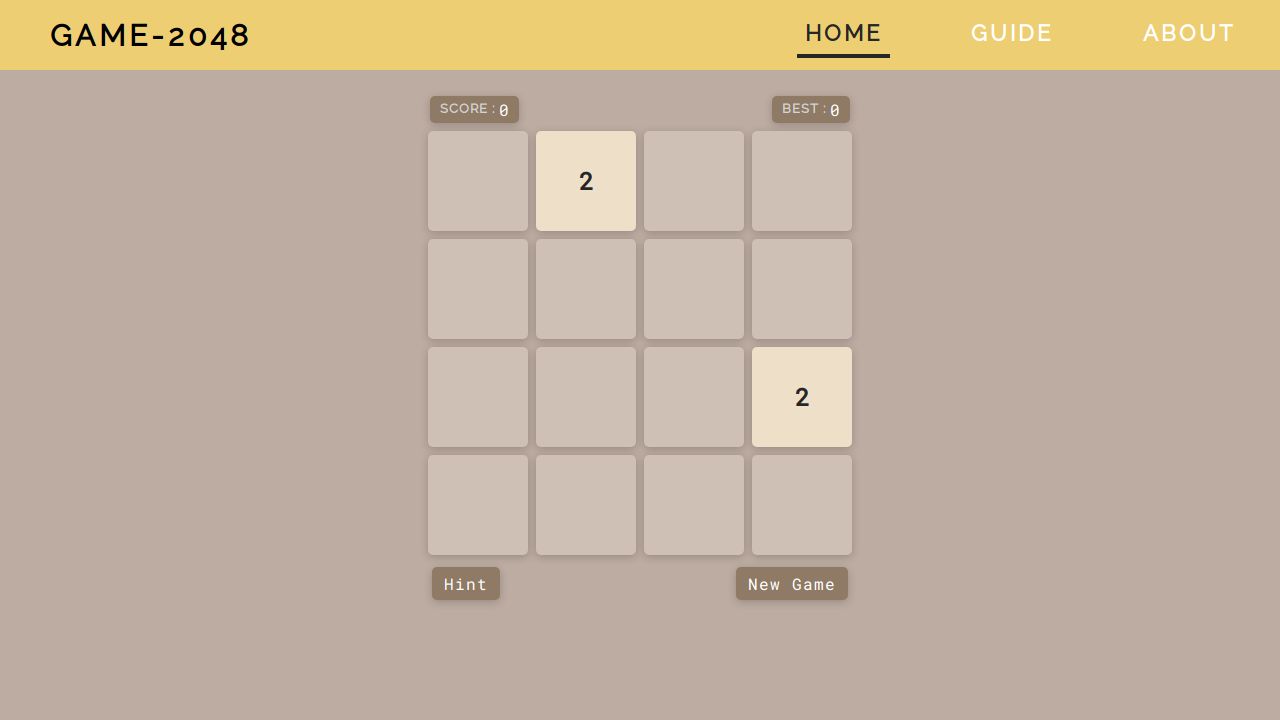 GAME-2048 HOME GUIDE ABOUT
SCORE : 0 BEST : 0
2
2
Hint New Game